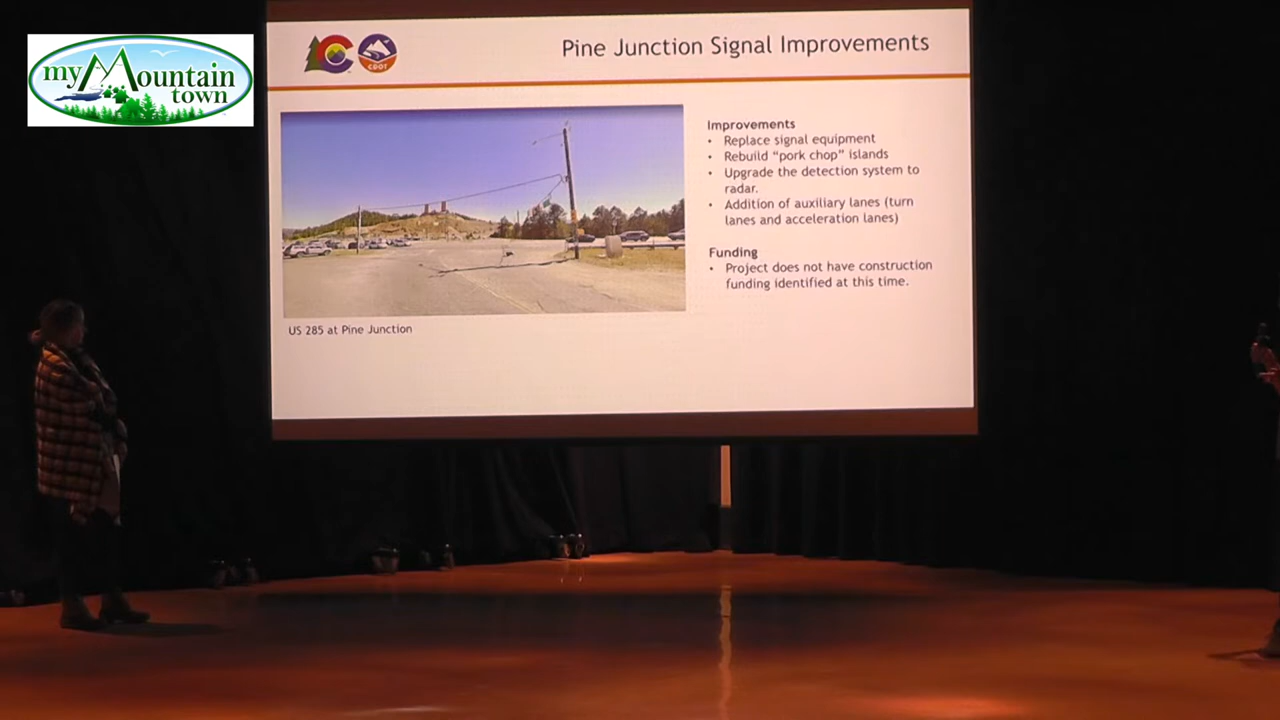 my Mountain
town
CDOT
Pine Junction Signal Improvements
Improvements
• Replace signal equipment
• Rebuild “pork chop” islands
• Upgrade the detection system to
radar.
• Addition of auxiliary lanes (turn
lanes and acceleration lanes)
Funding
• Project does not have construction
funding identified at this time.
US 285 at Pine Junction